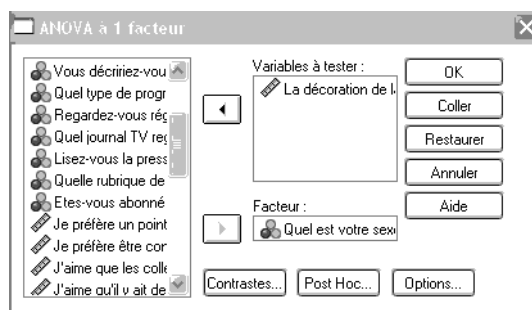 ANOVA à 1 facteur
Vous décririez-vou
Quel type de progr
Regardez-vous rég
Quel journal TV reg
Lisez-vous la press
Quelle rubrique de
Etes-vous abonné
Je préfère un point
Je préfère être cor
J'aime que les colle
J'aime qu'il y ait de
Variables à tester :
La décoration de la
Facteur :
Quel est votre sexe
OK
Coller
Restaurer
Annuler
Aide
Contrastes...
Post Hoc...
Options...